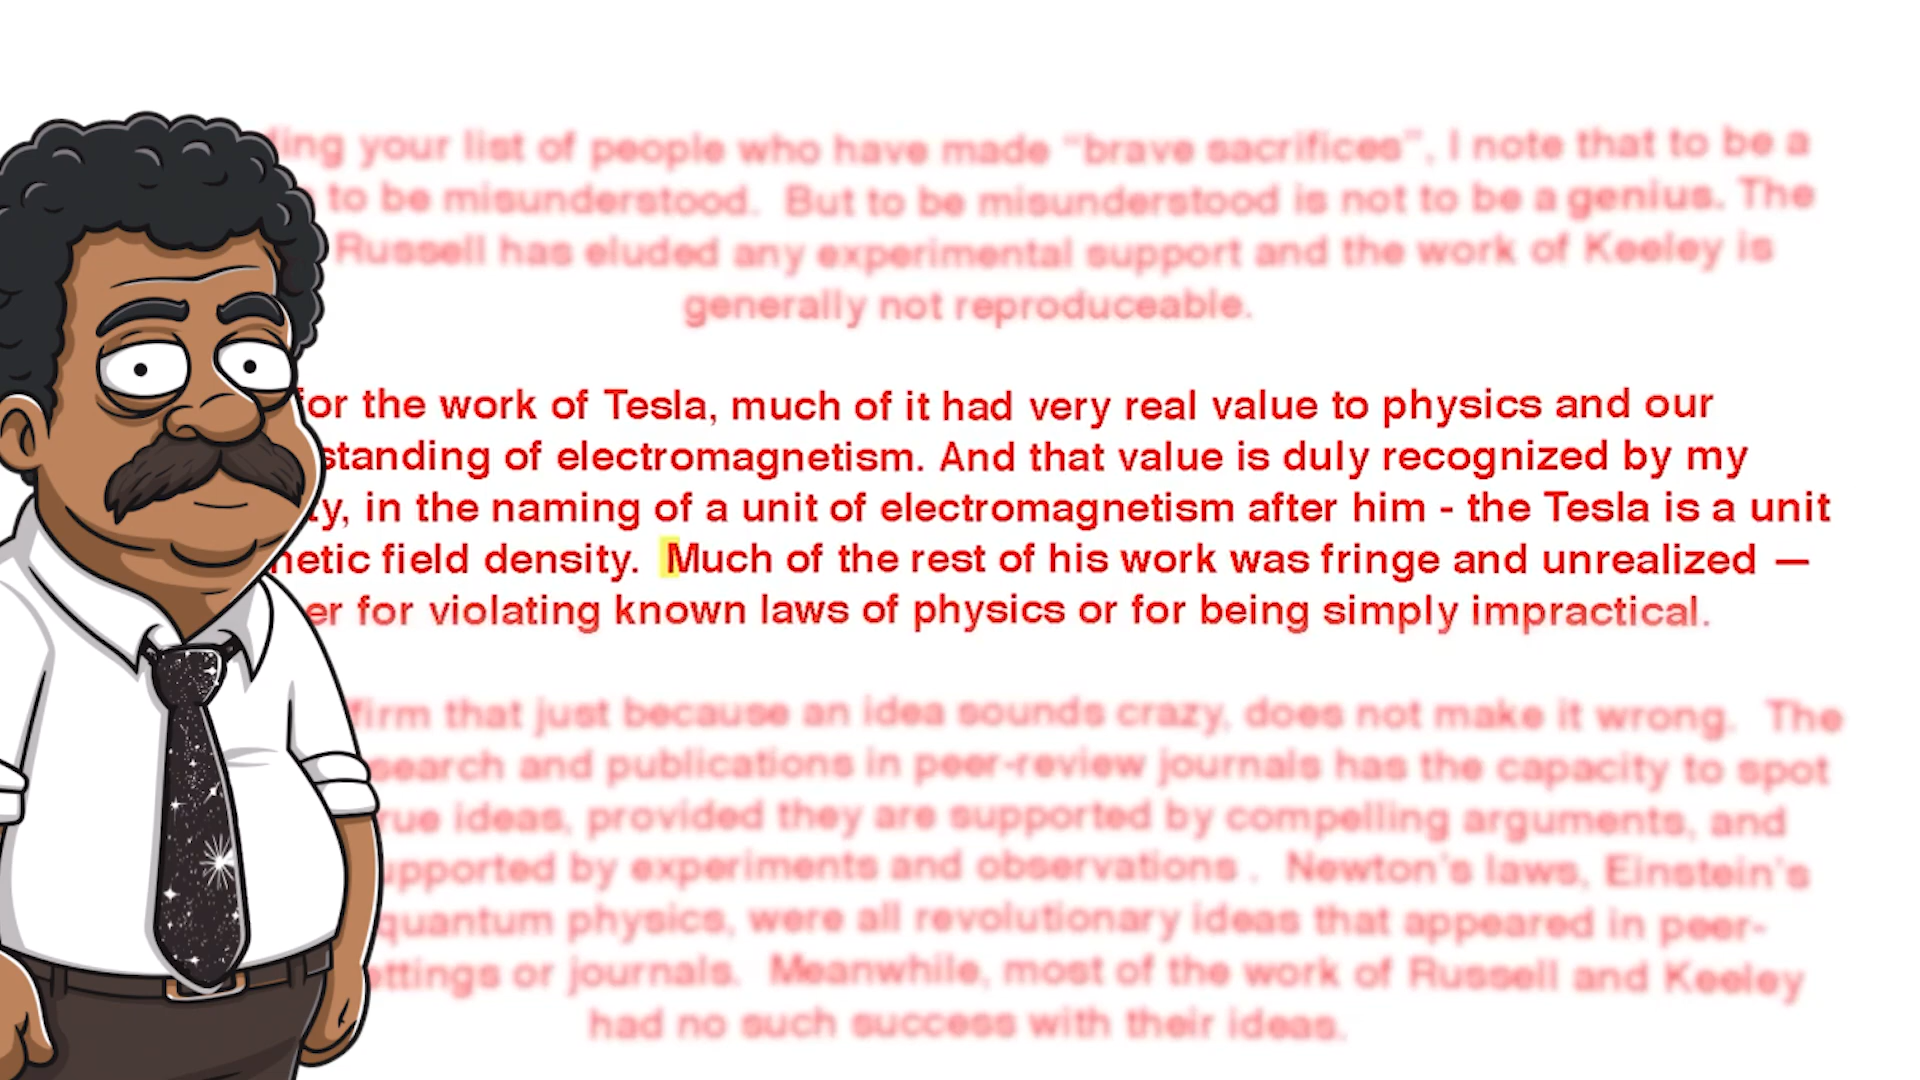 your list of people who have made “brave sacrifices”, I note that to be a
to be misunderstood. But to be misunderstood is not to be a genius. The
Russell has eluded any experimental support and the work of Keeley is
generally not reproduceable.
for the work of Tesla, much of it had very real value to physics and our
standing of electromagnetism. And that value is duly recognized by my
ty, in the naming of a unit of electromagnetism after him - the Tesla is a unit
netic field density. Much of the rest of his work was fringe and unrealized —
er for violating known laws of physics or for being simply impractical.
firm that just because an idea sounds crazy, does not make it wrong. The
search and publications in peer-review journals has the capacity to spot
rue ideas, provided they are supported by compelling arguments, and
upported by experiments and observations . Newton's laws, Einstein's
quantum physics, were all revolutionary ideas that appeared in peer-
ettings or journals. Meanwhile, most of the work of Russell and Keeley
had no such success with their ideas.